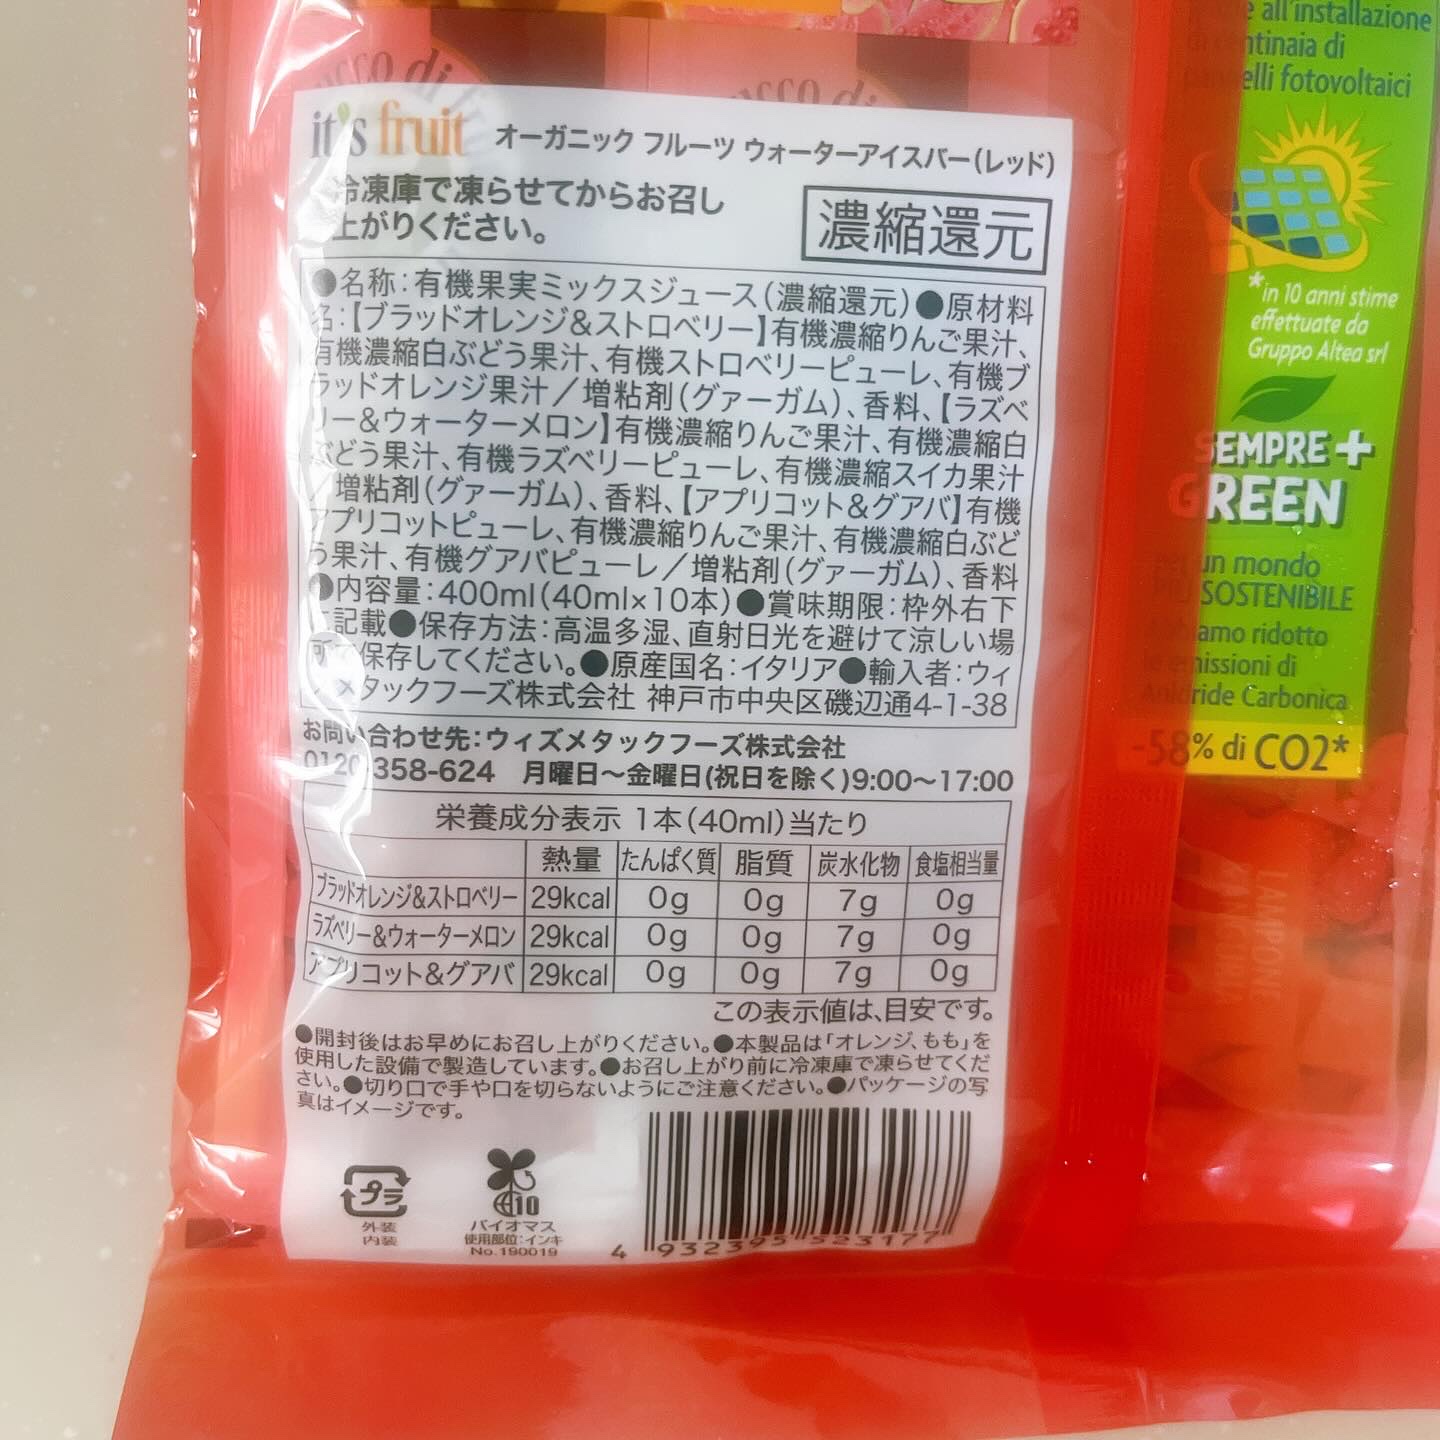 it's fruit オーガニック フルーツ ウォーターアイスバー(レッド)
冷凍庫で凍らせてからお召し
上がりください。
濃縮還元
●名称:有機果実ミックスジュース(濃縮還元)●原材料
名:【ブラッドオレンジ&ストロベリー】有機濃縮りんご果汁、
有機濃縮白ぶどう果汁、有機ストロベリーピューレ、有機ブ
ラッドオレンジ果汁/増粘剤(グァーガム)、香料、【ラズベ
リー&ウォーターメロン】有機濃縮りんご果汁、有機濃縮白
ぶどう果汁、有機ラズベリーピューレ、有機濃縮スイカ果汁
/増粘剤(グァーガム)、香料、【アプリコット&グアバ】有機
アプリコットピューレ、有機濃縮りんご果汁、有機濃縮白ぶど
う果汁、有機グアバピューレ/増粘剤(グァーガム)、香料
●内容量:400ml(40ml×10本)●賞味期限:枠外右下
に記載●保存方法:高温多湿、直射日光を避けて涼しい場
所で保存してください。●原産国名:イタリア●輸入者:ウィ
ズメタックフーズ株式会社 神戸市中央区磯辺通4-1-38
お問い合わせ先:ウィズメタックフーズ株式会社
0120-358-624 月曜日〜金曜日(祝日を除く)9:00〜17:00
栄養成分表示 1本(40ml)当たり
熱量 たんぱく質 脂質 炭水化物 食塩相当量
ブラッドオレンジ&ストロベリー 29kcal 0g 0g 7g 0g
ラズベリー&ウォーターメロン 29kcal 0g 0g 7g 0g
アプリコット&グアバ 29kcal 0g 0g 7g 0g
この表示値は、目安です。
●開封後はお早めにお召し上がりください。●本製品は「オレンジ、もも」を
使用した設備で製造しています。●お召し上がり前に冷凍庫で凍らせてくだ
さい。●切り口で手や口を切らないようにご注意ください。●パッケージの写
真はイメージです。
プラ
外装
内装
10
バイオマス
使用部位:インキ
No.190019
4 932395 523177
all'installazione
di
fotovoltaici
*in 10 anni stime
effettuate da
Gruppo Altea srl
SEMPRE+
GREEN
un mondo
PIÙ SOSTENIBILE
ridotto
le emissioni di
Anidride Carbonica
-58% di CO2*
LAMPONE